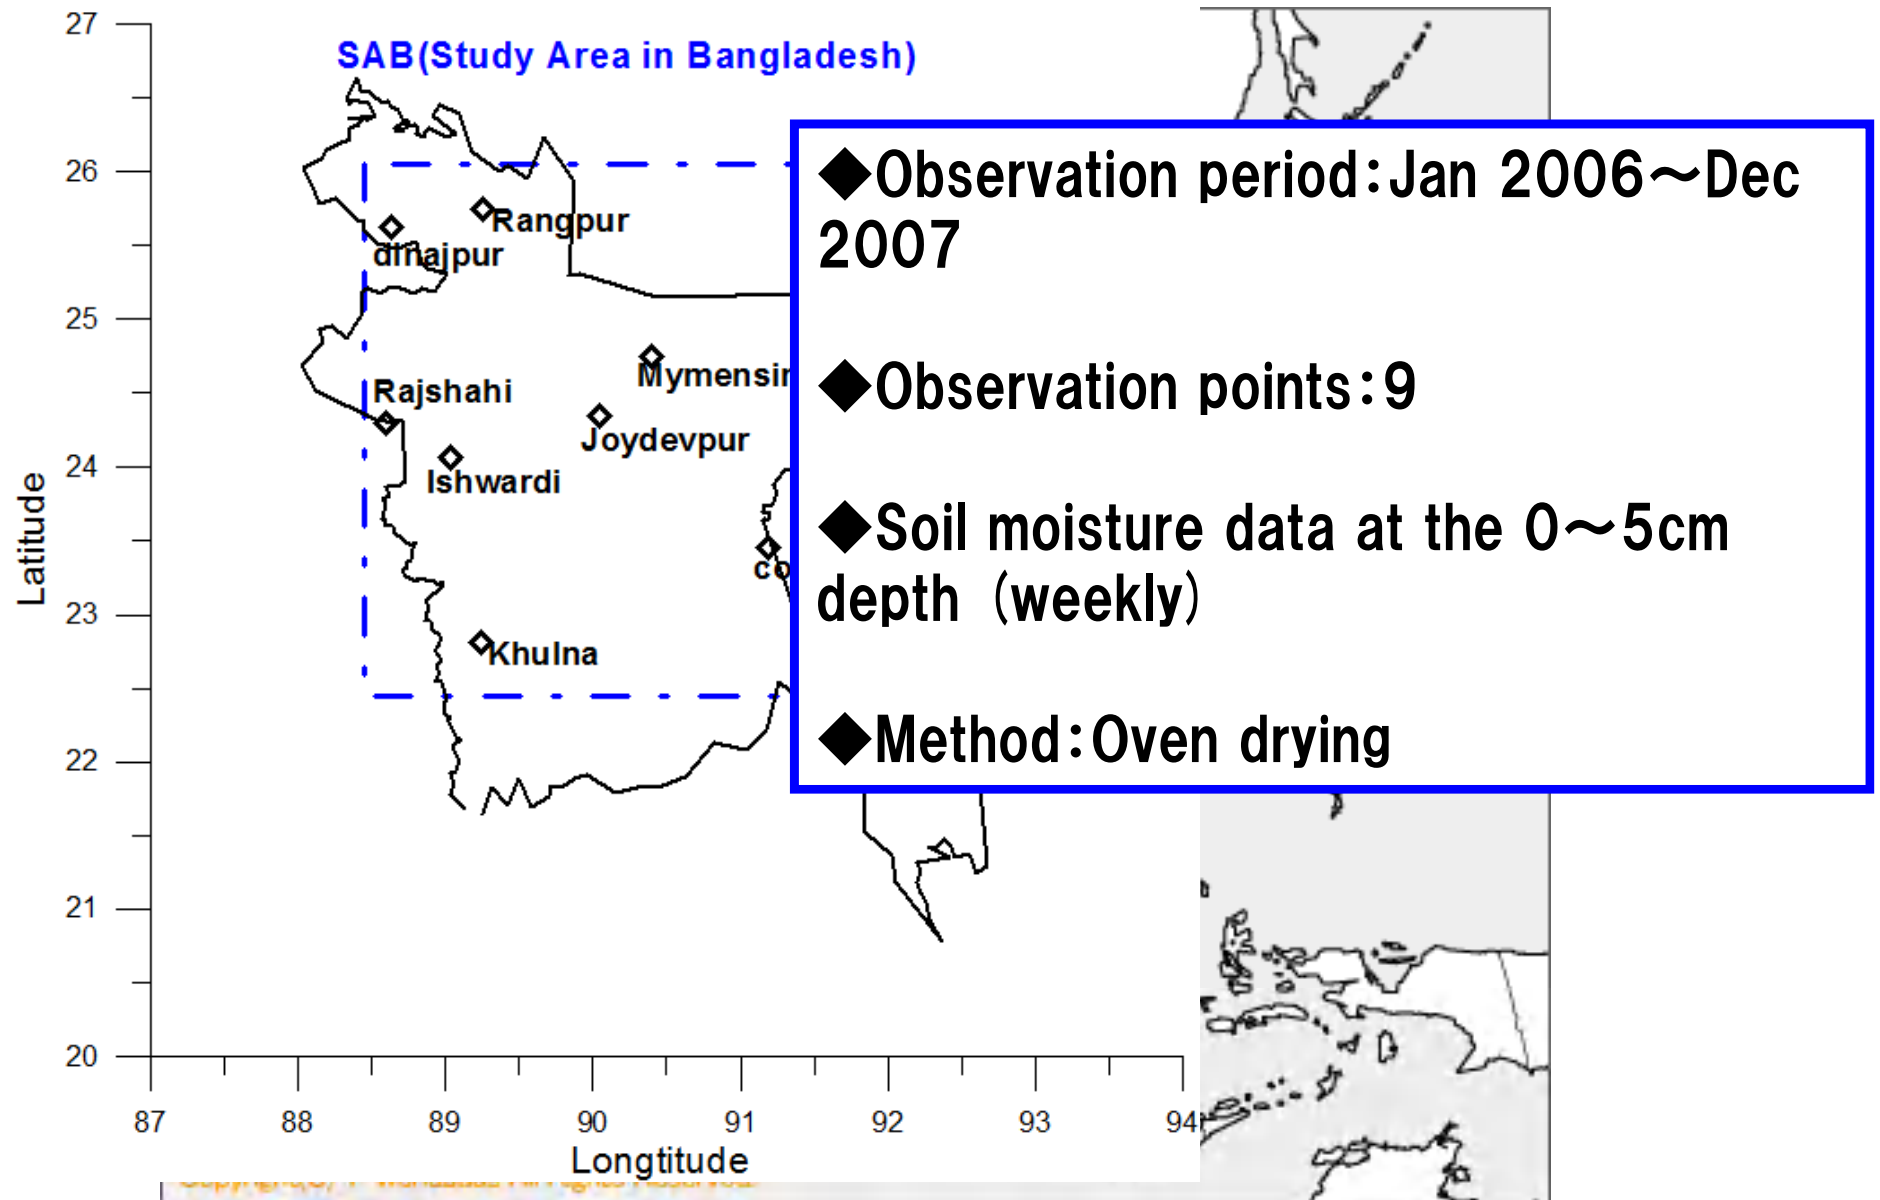 SAB(Study Area in Bangladesh)
27
26
25
24
23
22
21
20
Latitude
Rangpur
dinajpur
Rajshahi
Joydevpur
Ishwardi
Khulna
◆Observation period:Jan 2006～Dec
2007
◆Observation points:9
◆Soil moisture data at the 0～5cm
depth (weekly)
◆Method:Oven drying
87 88 89 90 91 92 93 94
Longtitude